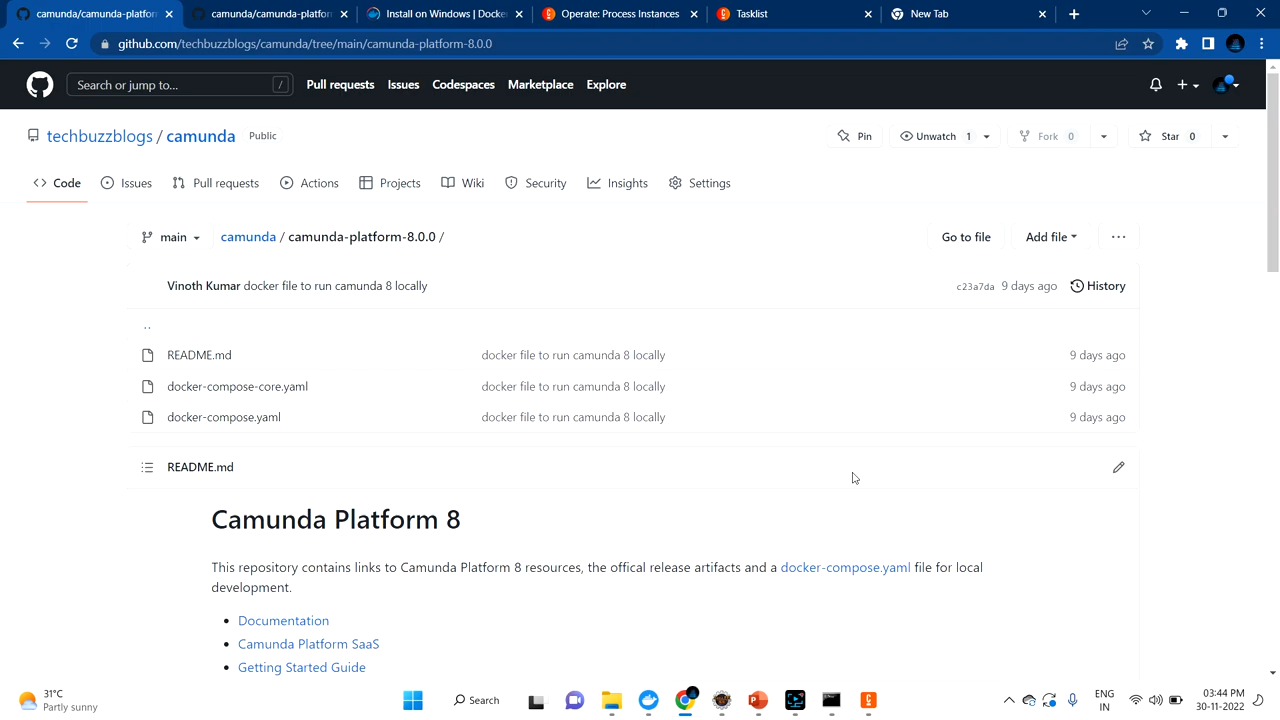 camunda/camunda-platform- camunda/camunda-platform- Install on Windows | Docke Operate: Process Instances Tasklist New Tab
github.com/techbuzzblogs/camunda/tree/main/camunda-platform-8.0.0
Search or jump to... / Pull requests Issues Codespaces Marketplace Explore
techbuzzblogs / camunda Public Pin Unwatch 1 Fork 0 Star 0
Code Issues Pull requests Actions Projects Wiki Security Insights Settings
main camunda / camunda-platform-8.0.0 / Go to file Add file
Vinoth Kumar docker file to run camunda 8 locally c23a7da 9 days ago History
..
README.md docker file to run camunda 8 locally 9 days ago
docker-compose-core.yaml docker file to run camunda 8 locally 9 days ago
docker-compose.yaml docker file to run camunda 8 locally 9 days ago
README.md
Camunda Platform 8
This repository contains links to Camunda Platform 8 resources, the offical release artifacts and a docker-compose.yaml file for local
development.
• Documentation
• Camunda Platform SaaS
• Getting Started Guide
31°C
Partly sunny
Search
ENG
IN
03:44 PM
30-11-2022